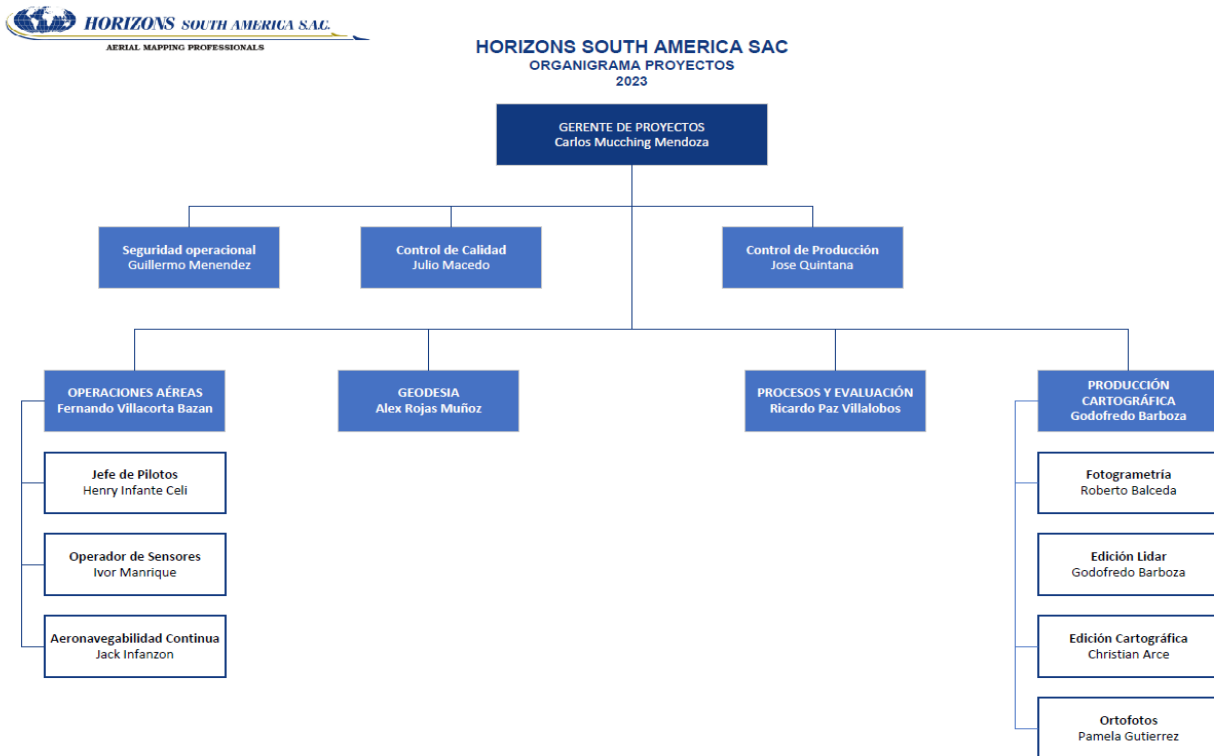 HORIZONS SOUTH AMERICA S.A.C.
AERIAL MAPPING PROFESSIONALS
HORIZONS SOUTH AMERICA SAC
ORGANIGRAMA PROYECTOS
2023
GERENTE DE PROYECTOS
Carlos Mucching Mendoza
Seguridad operacional
Guillermo Menendez
Control de Calidad
Julio Macedo
Control de Producción
Jose Quintana
OPERACIONES AÉREAS
Fernando Villacorta Bazan
GEODESIA
Alex Rojas Muñoz
PROCESOS Y EVALUACIÓN
Ricardo Paz Villalobos
PRODUCCIÓN
CARTOGRÁFICA
Godofredo Barboza
Jefe de Pilotos
Henry Infante Celi
Operador de Sensores
Ivor Manrique
Aeronavegabilidad Continua
Jack Infanzon
Fotogrametría
Roberto Balceda
Edición Lidar
Godofredo Barboza
Edición Cartográfica
Christian Arce
Ortofotos
Pamela Gutierrez